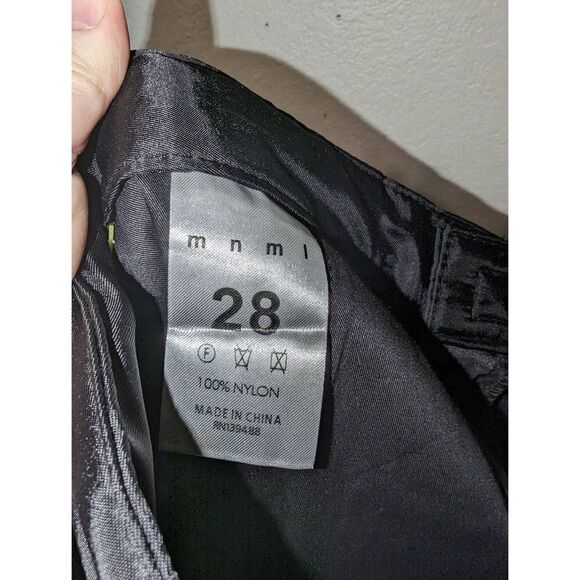 mnml
28
F
100% NYLON
MADE IN CHINA
RN139488